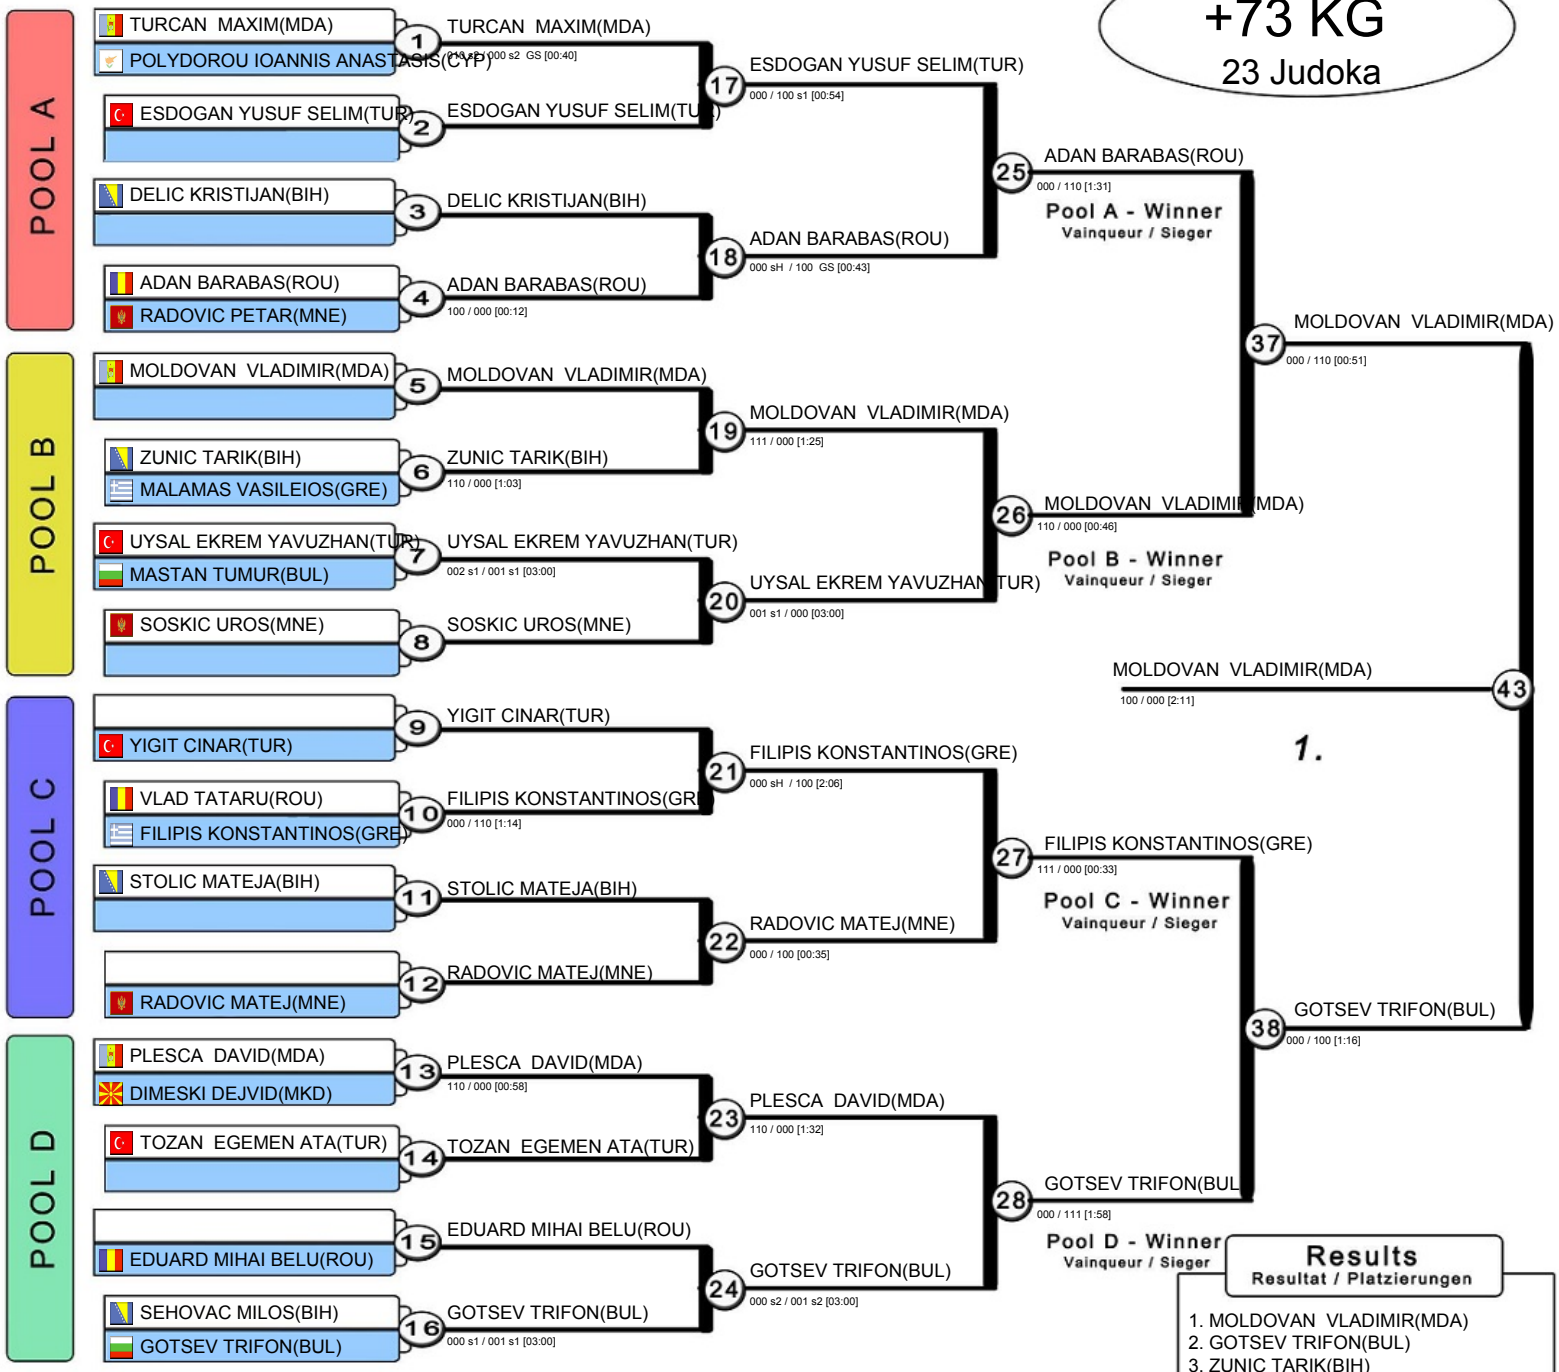 +73 KG
23 Judoka
POOL A
TURCAN  MAXIM(MDA)
POLYDOROU IOANNIS ANASTASIS(CYP)
1
TURCAN  MAXIM(MDA)
000 s2 GS [00:40]
ESDOGAN YUSUF SELIM(TUR)
2
ESDOGAN YUSUF SELIM(TUR)
17
ESDOGAN YUSUF SELIM(TUR)
000 / 100 s1 [00:54]
DELIC KRISTIJAN(BIH)
3
DELIC KRISTIJAN(BIH)
ADAN BARABAS(ROU)
RADOVIC PETAR(MNE)
4
ADAN BARABAS(ROU)
100 / 000 [00:12]
18
ADAN BARABAS(ROU)
000 sH / 100 GS [00:43]
25
ADAN BARABAS(ROU)
000 / 110 [1:31]
Pool A - Winner
Vainqueur / Sieger
POOL B
MOLDOVAN  VLADIMIR(MDA)
5
MOLDOVAN  VLADIMIR(MDA)
ZUNIC TARIK(BIH)
MALAMAS VASILEIOS(GRE)
6
ZUNIC TARIK(BIH)
110 / 000 [1:03]
19
MOLDOVAN  VLADIMIR(MDA)
111 / 000 [1:25]
UYSAL EKREM YAVUZHAN(TUR)
MASTAN TUMUR(BUL)
7
UYSAL EKREM YAVUZHAN(TUR)
002 s1 / 001 s1 [03:00]
SOSKIC UROS(MNE)
8
SOSKIC UROS(MNE)
20
UYSAL EKREM YAVUZHAN(TUR)
001 s1 / 000 [03:00]
26
MOLDOVAN  VLADIMIR(MDA)
110 / 000 [00:46]
Pool B - Winner
Vainqueur / Sieger
37
MOLDOVAN  VLADIMIR(MDA)
000 / 110 [00:51]
MOLDOVAN  VLADIMIR(MDA)
43
100 / 000 [2:11]
1.
POOL C
YIGIT CINAR(TUR)
9
YIGIT CINAR(TUR)
VLAD TATARU(ROU)
FILIPIS KONSTANTINOS(GRE)
10
FILIPIS KONSTANTINOS(GRE)
000 / 110 [1:14]
21
FILIPIS KONSTANTINOS(GRE)
000 sH / 100 [2:06]
STOLIC MATEJA(BIH)
11
STOLIC MATEJA(BIH)
RADOVIC MATEJ(MNE)
12
RADOVIC MATEJ(MNE)
22
RADOVIC MATEJ(MNE)
000 / 100 [00:35]
27
FILIPIS KONSTANTINOS(GRE)
111 / 000 [00:33]
Pool C - Winner
Vainqueur / Sieger
POOL D
PLESCA  DAVID(MDA)
DIMESKI DEJVID(MKD)
13
PLESCA  DAVID(MDA)
110 / 000 [00:58]
TOZAN  EGEMEN ATA(TUR)
14
TOZAN  EGEMEN ATA(TUR)
23
PLESCA  DAVID(MDA)
110 / 000 [1:32]
EDUARD MIHAI BELU(ROU)
15
EDUARD MIHAI BELU(ROU)
SEHOVAC MILOS(BIH)
GOTSEV TRIFON(BUL)
16
GOTSEV TRIFON(BUL)
000 s1 / 001 s1 [03:00]
24
GOTSEV TRIFON(BUL)
000 s2 / 001 s2 [03:00]
28
GOTSEV TRIFON(BUL
000 / 111 [1:58]
Pool D - Winner
Vainqueur / Sieger
38
GOTSEV TRIFON(BUL)
000 / 100 [1:16]
Results
Resultat / Platzierungen
1. MOLDOVAN  VLADIMIR(MDA)
2. GOTSEV TRIFON(BUL)
3. ZUNIC TARIK(BIH)